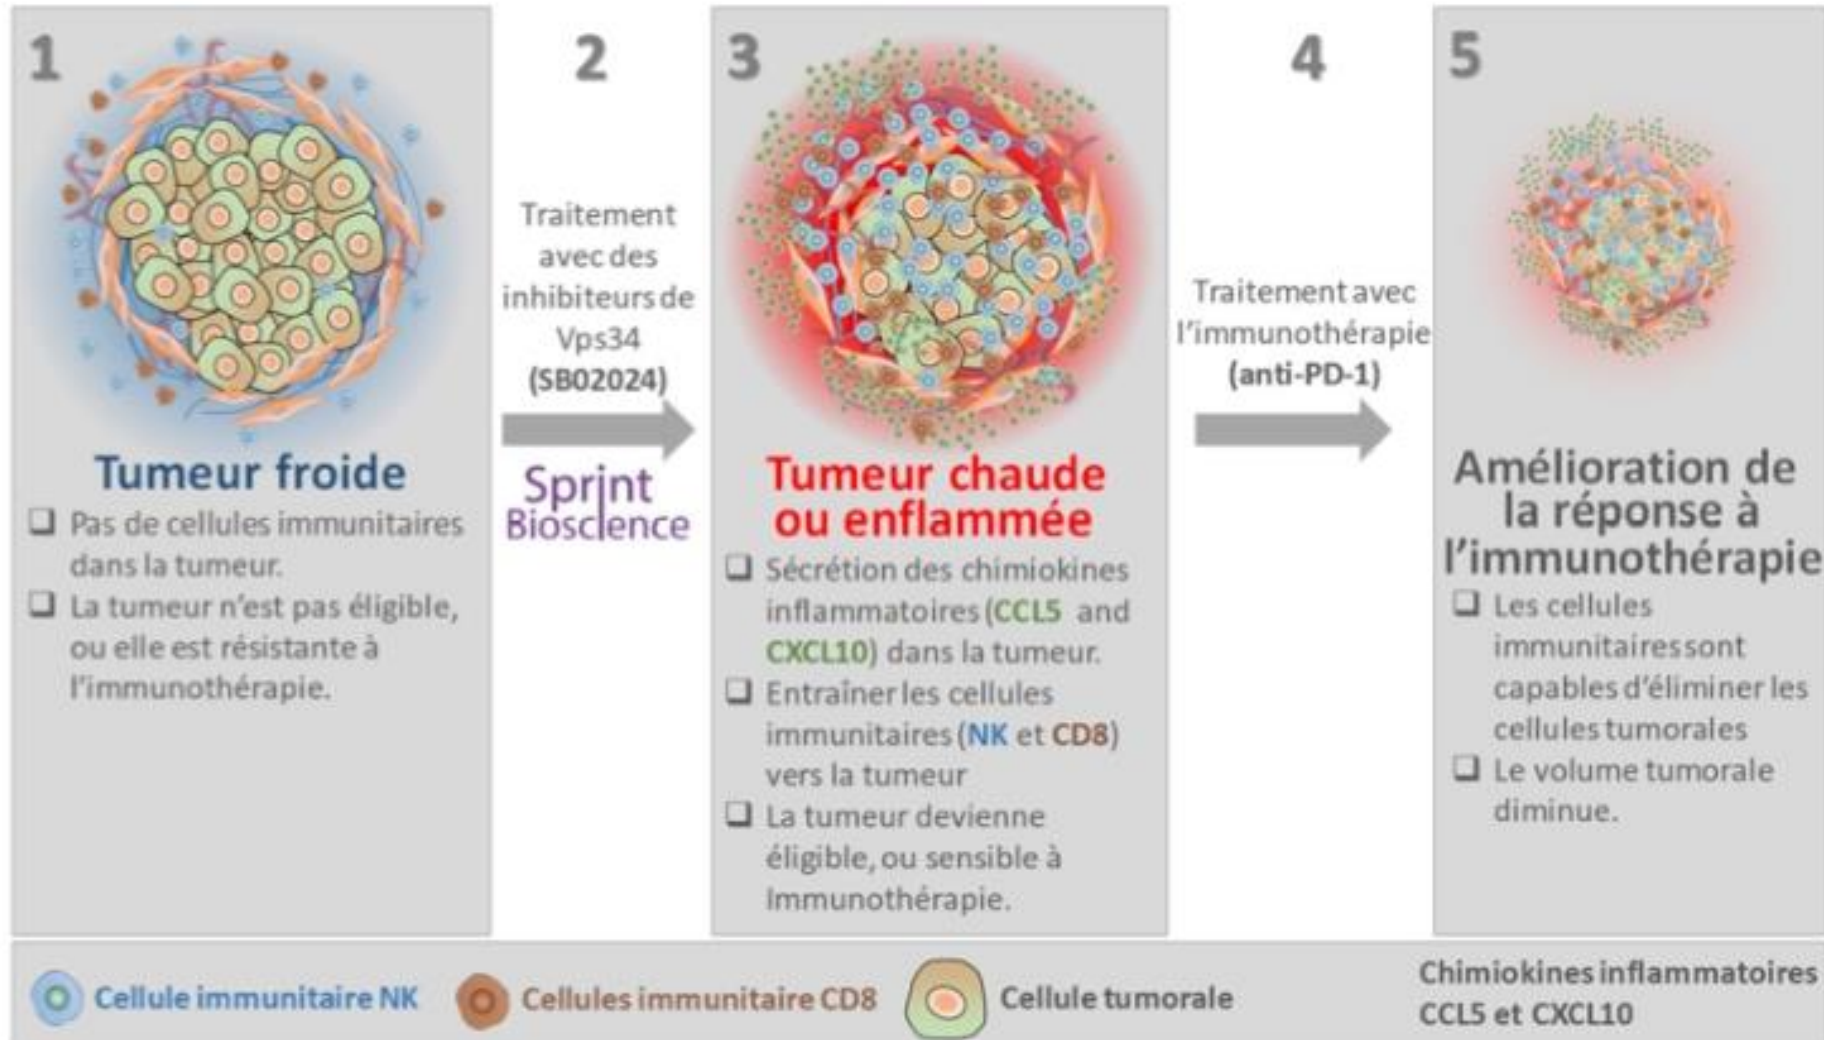 1
Tumeur froide
❑ Pas de cellules immunitaires
dans la tumeur.
❑ La tumeur n'est pas éligible,
ou elle est résistante à
l'immunothérapie.
2
Traitement
avec des
inhibiteurs de
Vps34
(SB02024)
Sprint
Bioscience
3
Tumeur chaude
ou enflammée
❑ Sécrétion des chimiokines
inflammatoires (CCL5 and
CXCL10) dans la tumeur.
❑ Entraîner les cellules
immunitaires (NK et CD8)
vers la tumeur
❑ La tumeur devienne
éligible, ou sensible à
Immunothérapie.
4
Traitement avec
l'immunothérapie
(anti-PD-1)
5
Amélioration de
la réponse à
l'immunothérapie
❑ Les cellules
immunitaires sont
capables d'éliminer les
cellules tumorales
❑ Le volume tumorale
diminue.
Cellule immunitaire NK
Cellules immunitaire CD8
Cellule tumorale
Chimiokines inflammatoires
CCL5 et CXCL10